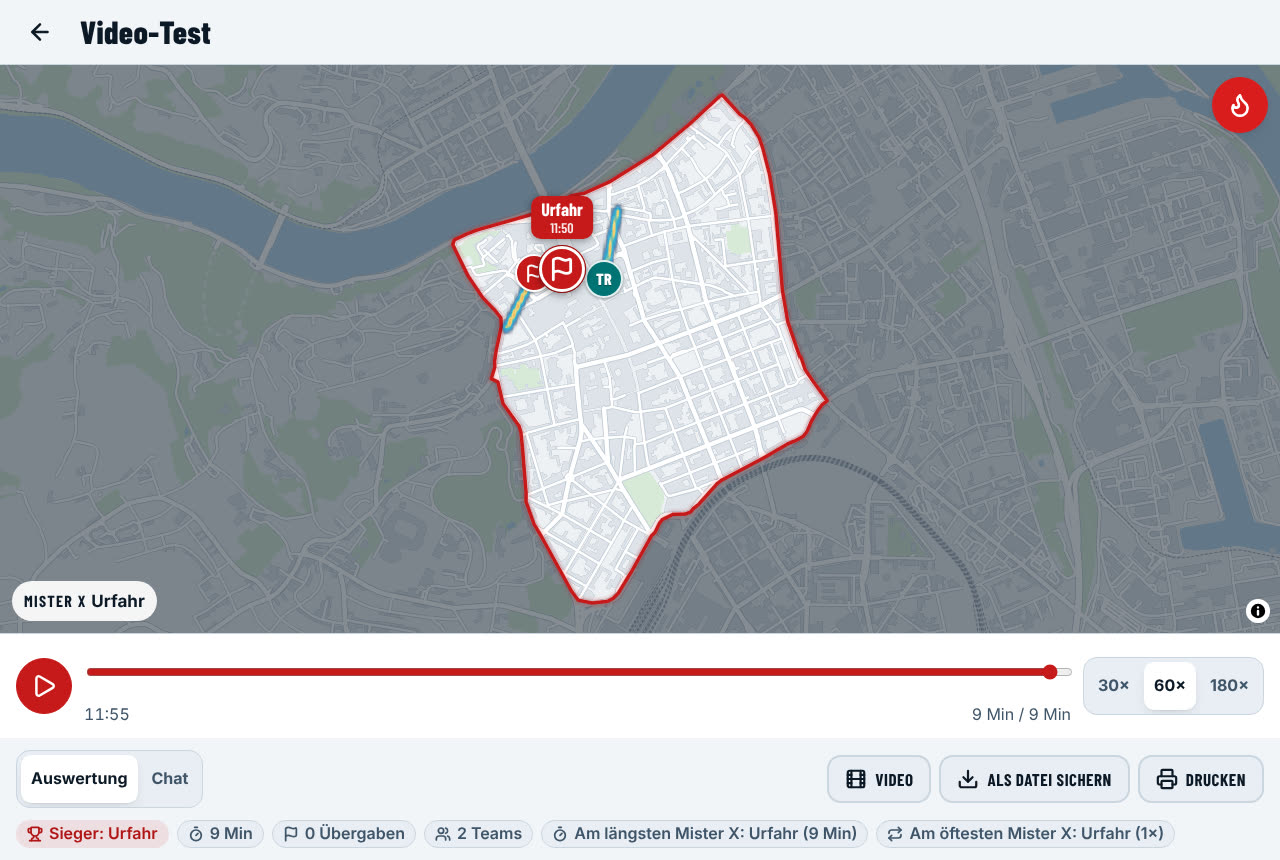 Video-Test
Urfahr
11:50
TR
MISTER X Urfahr
11:55
9 Min / 9 Min
30×
60×
180×
Auswertung
Chat
VIDEO
ALS DATEI SICHERN
DRUCKEN
Sieger: Urfahr
9 Min
0 Übergaben
2 Teams
Am längsten Mister X: Urfahr (9 Min)
Am öftesten Mister X: Urfahr (1×)